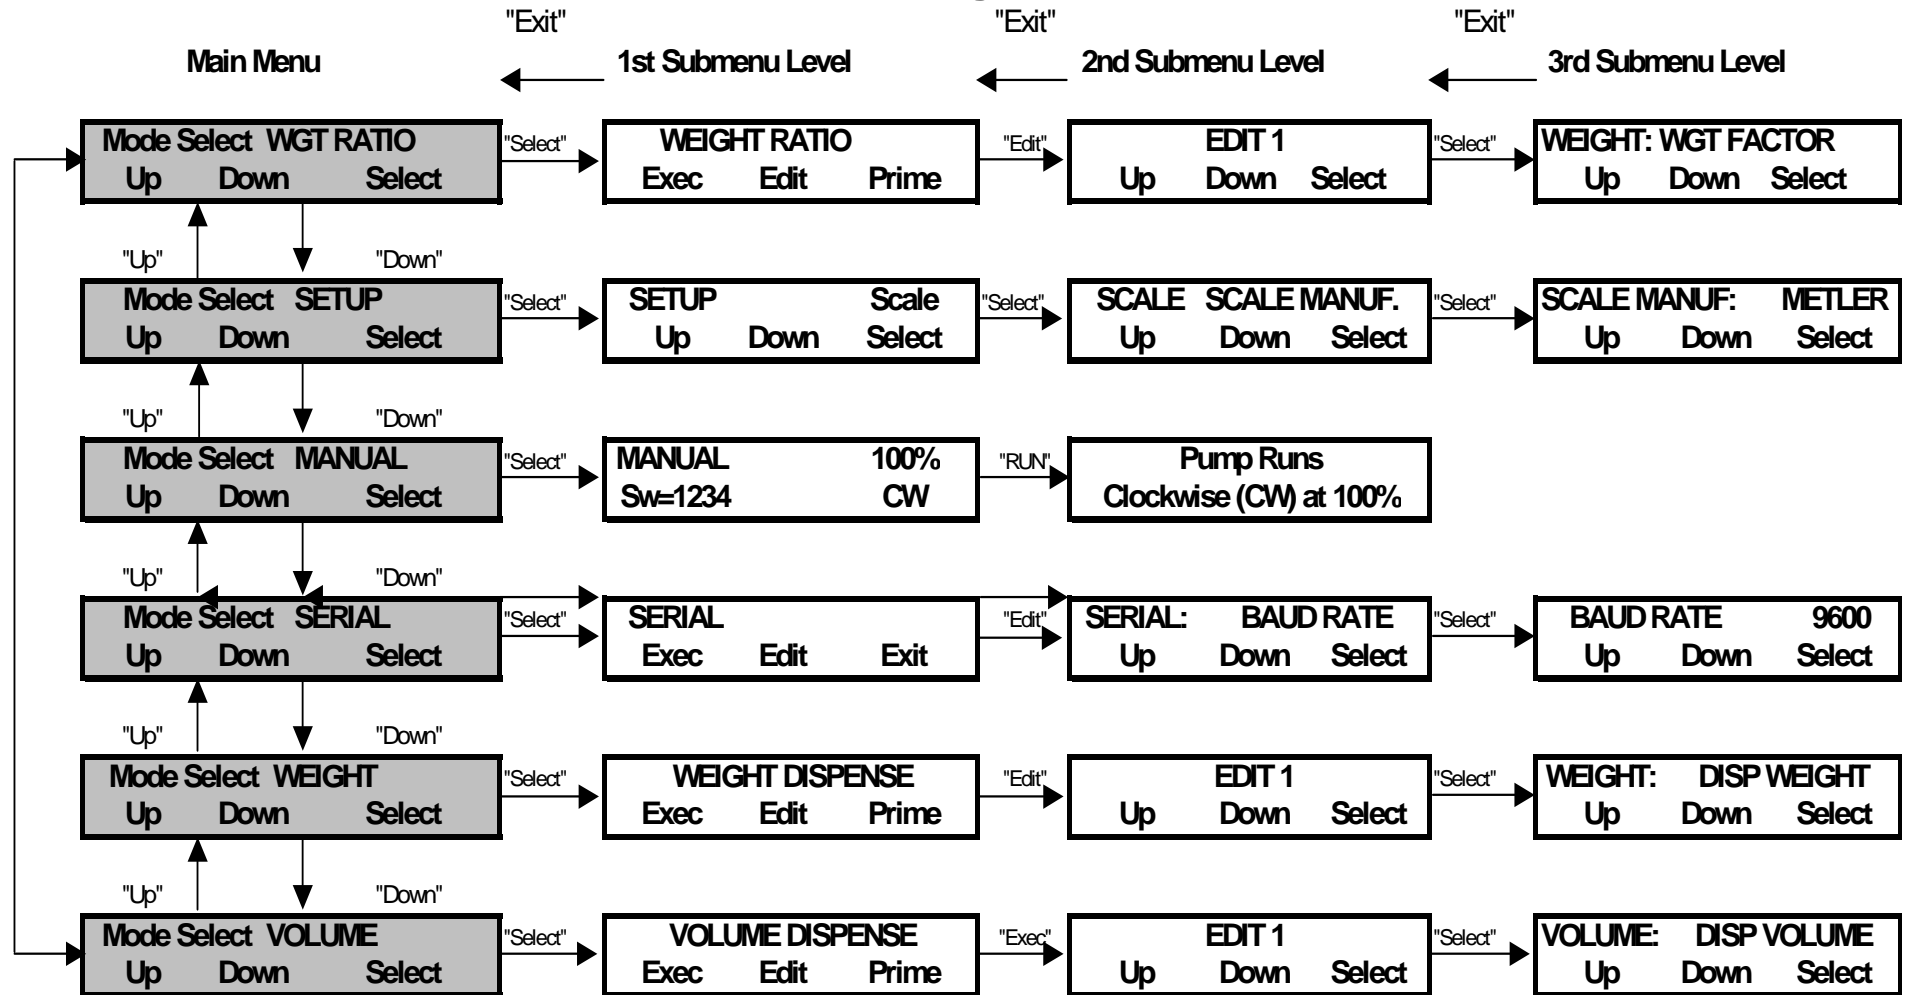 "Exit" "Exit" "Exit"
Main Menu 1st Submenu Level 2nd Submenu Level 3rd Submenu Level
Mode Select WGT RATIO "Select" WEIGHT RATIO "Edit" EDIT 1 "Select" WEIGHT: WGT FACTOR
Up Down Select Exec Edit Prime Up Down Select Up Down Select
"Up" "Down"
Mode Select SETUP "Select" SETUP Scale "Select" SCALE SCALE MANUF. "Select" SCALE MANUF: METLER
Up Down Select Up Down Select Up Down Select Up Down Select
"Up" "Down"
Mode Select MANUAL "Select" MANUAL 100% "RUN" Pump Runs
Up Down Select Sw=1234 CW Clockwise (CW) at 100%
"Up" "Down"
Mode Select SERIAL "Select" SERIAL "Edit" SERIAL: BAUD RATE "Select" BAUD RATE 9600
Up Down Select Exec Edit Exit Up Down Select Up Down Select
"Up" "Down"
Mode Select WEIGHT "Select" WEIGHT DISPENSE "Edit" EDIT 1 "Select" WEIGHT: DISP WEIGHT
Up Down Select Exec Edit Prime Up Down Select Up Down Select
"Up" "Down"
Mode Select VOLUME "Select" VOLUME DISPENSE "Exec" EDIT 1 "Select" VOLUME: DISP VOLUME
Up Down Select Exec Edit Prime Up Down Select Up Down Select